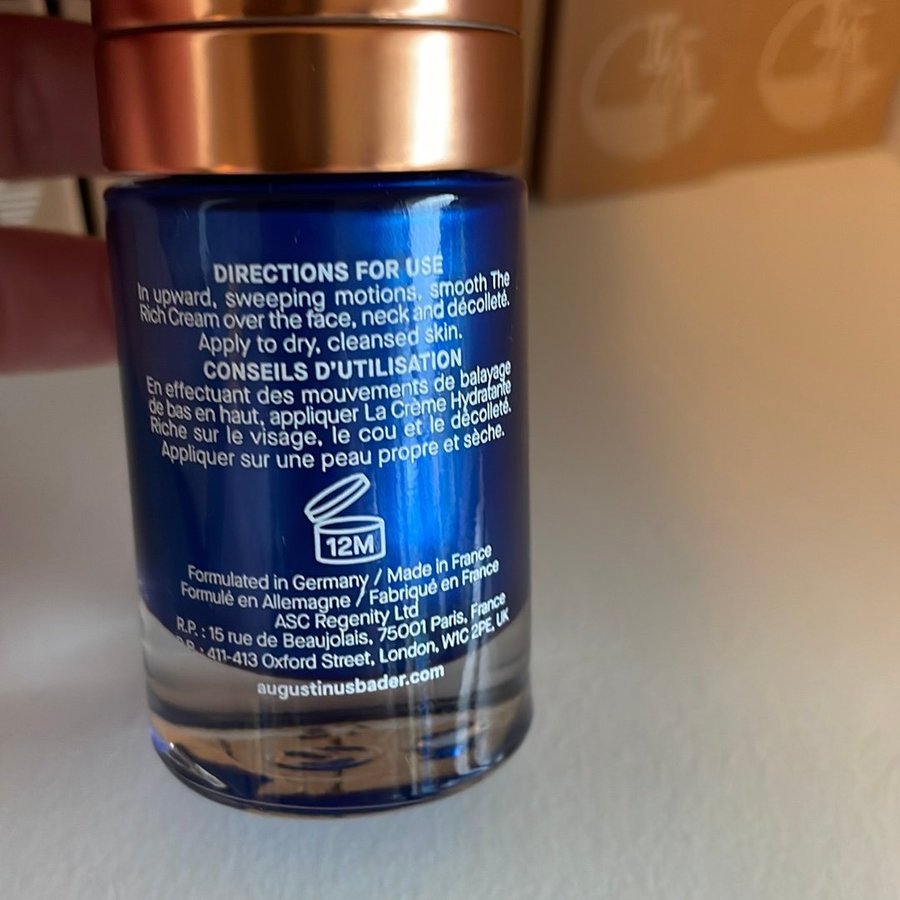 DIRECTIONS FOR USE
In upward, sweeping motions, smooth The
Rich Cream over the face, neck and décolleté.
Apply to dry, cleansed skin.
CONSEILS D'UTILISATION
En effectuant des mouvements de balayage
de bas en haut, appliquer La Crème Hydratante
Riche sur le visage, le cou et le décolleté.
Appliquer sur une peau propre et sèche.
12M
Formulated in Germany / Made in France
Formulé en Allemagne / Fabriqué en France
ASC Regenity Ltd
R.P. : 15 rue de Beaujolais, 75001 Paris, France
411-413 Oxford Street, London, W1C 2PE, UK
augustinusbader.com